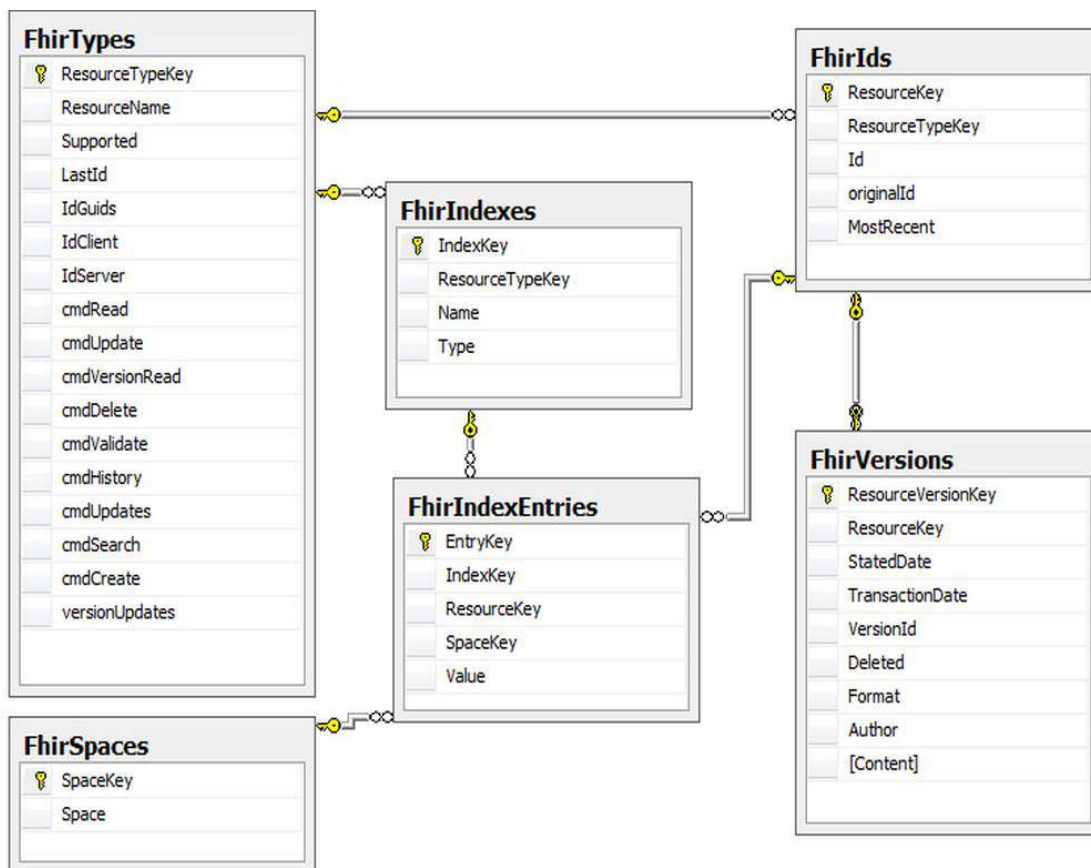 FhirTypes
ResourceTypeKey
ResourceName
Supported
LastId
IdGuids
IdClient
IdServer
cmdRead
cmdUpdate
cmdVersionRead
cmdDelete
cmdValidate
cmdHistory
cmdUpdates
cmdSearch
cmdCreate
versionUpdates
FhirIds
ResourceKey
ResourceTypeKey
Id
originalId
MostRecent
FhirIndexes
IndexKey
ResourceTypeKey
Name
Type
FhirIndexEntries
EntryKey
IndexKey
ResourceKey
SpaceKey
Value
FhirVersions
ResourceVersionKey
ResourceKey
StatedDate
TransactionDate
VersionId
Deleted
Format
Author
[Content]
FhirSpaces
SpaceKey
Space